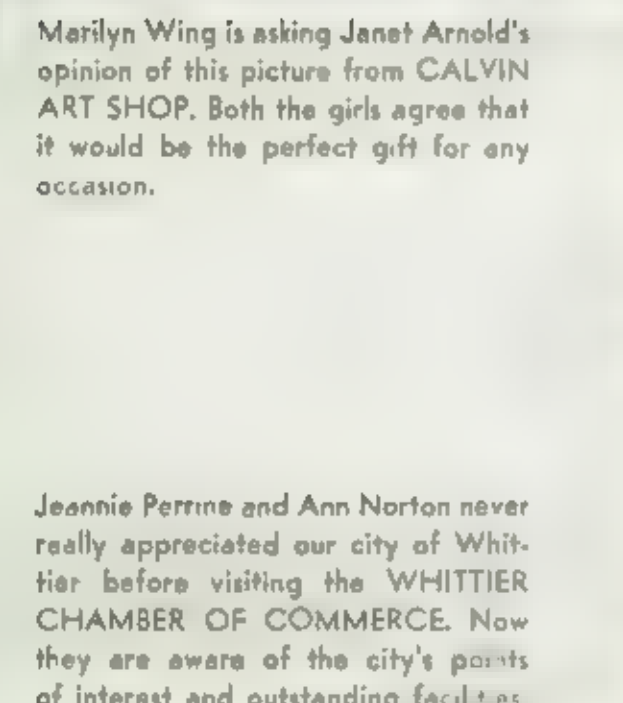 Marilyn Wing is asking Janet Arnold's
opinion of this picture from CALVIN
ART SHOP. Both the girls agree that
it would be the perfect gift for any
occasion.
Jeannie Perrine and Ann Norton never
really appreciated our city of Whit-
tier before visiting the WHITTIER
CHAMBER OF COMMERCE. Now
they are aware of the city's points
of interest and outstanding facilities.